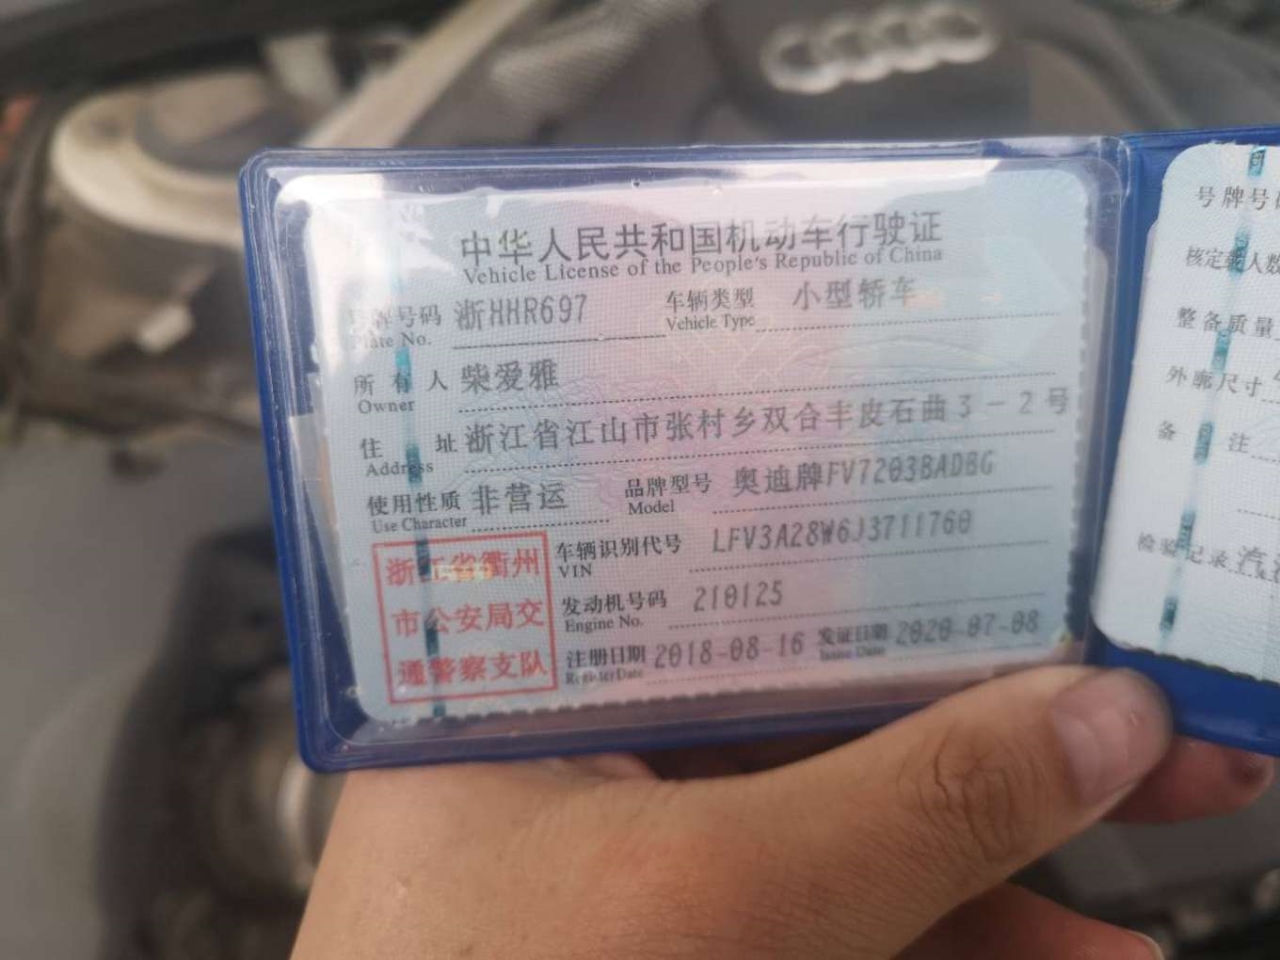 中华人民共和国机动车行驶证
Vehicle License of the People's Republic of China
号牌号码 浙HHR697 车辆类型 小型轿车
Plate No. Vehicle Type
所有人 柴爱雅
Owner
住址 浙江省江山市张村乡双合丰皮石曲3-2号
Address
使用性质 非营运 品牌型号 奥迪牌FV7203BADBG
Use Character Model
浙江省衢州
市公安局交
通警察支队
车辆识别代号 LFV3A28W6J3711760
VIN
发动机号码 210125
Engine No.
注册日期 2018-08-16 发证日期 2020-07-08
Register Date Issue Date
号牌号码
核定载人数
整备质量
外廓尺寸
备注
检验记录